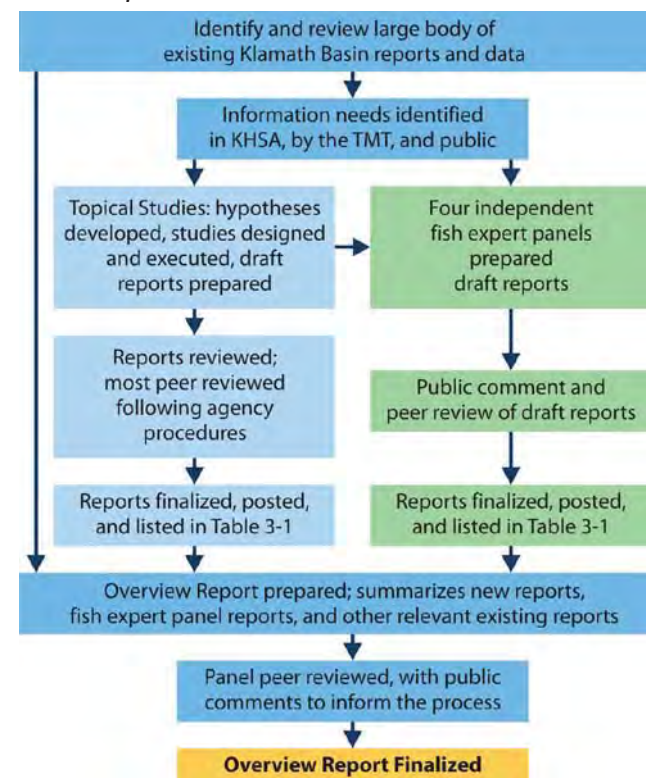 Identify and review large body of
existing Klamath Basin reports and data
Information needs identified
in KHSA, by the TMT, and public
Topical Studies: hypotheses
developed, studies designed
and executed, draft
reports prepared
Four independent
fish expert panels
prepared
draft reports
Reports reviewed;
most peer reviewed
following agency
procedures
Public comment and
peer review of draft reports
Reports finalized, posted,
and listed in Table 3-1
Reports finalized, posted,
and listed in Table 3-1
Overview Report prepared; summarizes new reports,
fish expert panel reports, and other relevant existing reports
Panel peer reviewed, with public
comments to inform the process
Overview Report Finalized